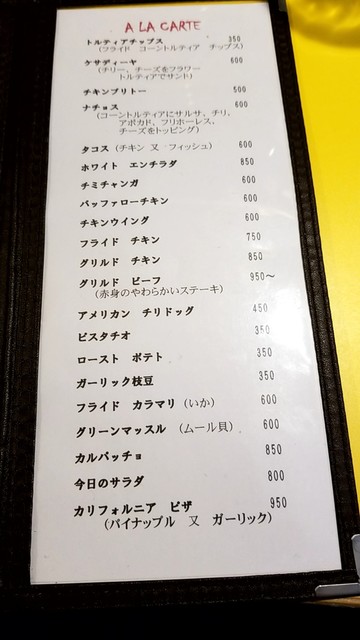 A LA CARTE
トルティアチップス 350
(フライド コーントルティア チップス)
ケサディーヤ 600
(チリー、チーズをフラワー
トルティアでサンド)
チキンブリトー 500
ナチョス 600
(コーントルティアにサルサ、チリ、
アボカド、フリホーレス、
チーズをトッピング)
タコス (チキン 又 フィッシュ) 600
ホワイト エンチラダ 850
チミチャンガ 600
バッファローチキン 600
チキンウイング 600
フライド チキン 750
グリルド チキン 850
グリルド ビーフ 950～
(赤身のやわらかいステーキ)
アメリカン チリドッグ 450
ピスタチオ 350
ロースト ポテト 350
ガーリック枝豆 350
フライド カラマリ (いか) 600
グリーンマッスル (ムール貝) 600
カルパッチョ 850
今日のサラダ 800
カリフォルニア ピザ 950
(パイナップル 又 ガーリック)